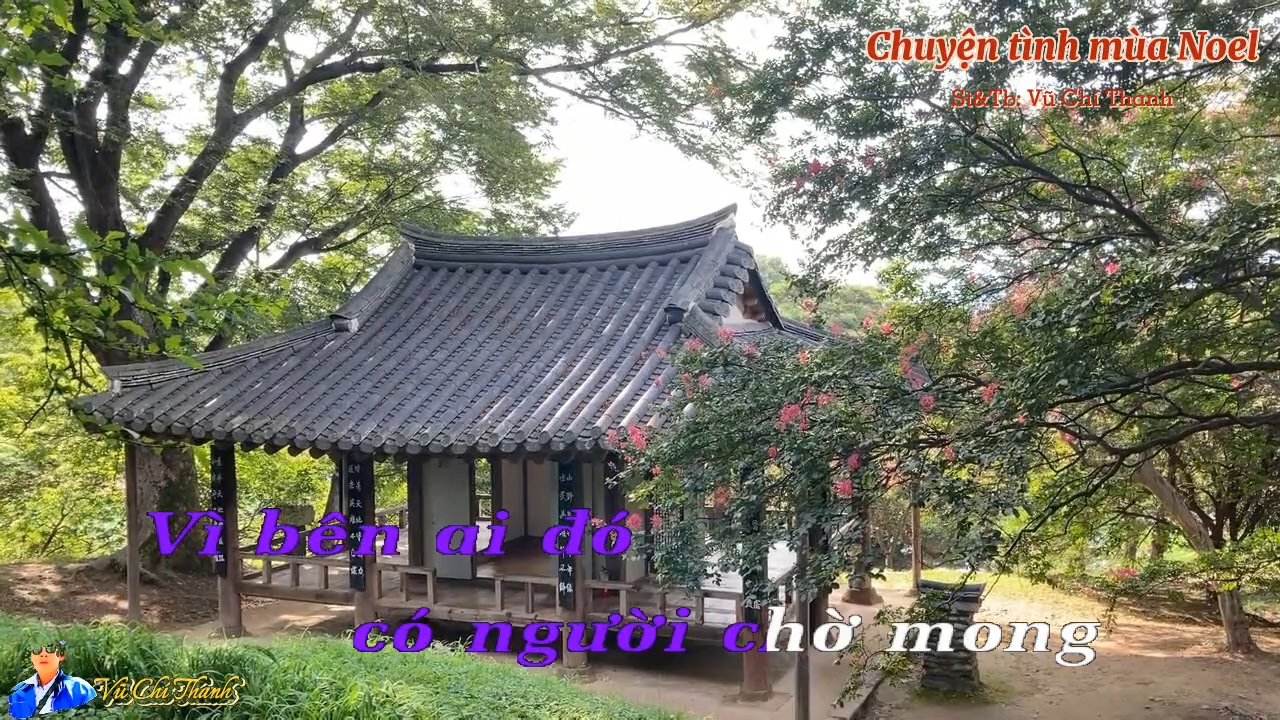 Chuyện tình mùa Noel
St&Tb: Vũ Chí Thanh
Vì bên ai đó
có người chờ mong
Vũ Chí Thành